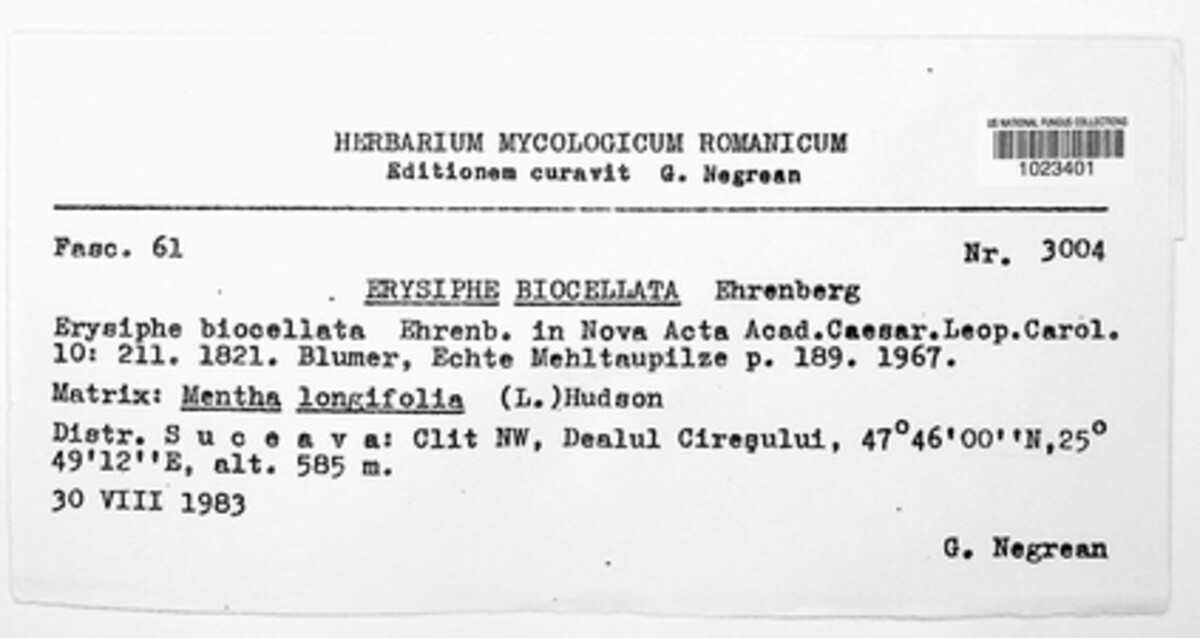 US NATIONAL FUNGUS COLLECTIONS
1023401
HERBARIUM MYCOLOGICUM ROMANICUM
Editionem curavit G. Negrean
Fasc. 61 Nr. 3004
ERYSIPHE BIOCELLATA Ehrenberg
Erysiphe biocellata Ehrenb. in Nova Acta Acad.Caesar.Leop.Carol.
10: 211. 1821. Blumer, Echte Mehltaupilze p. 189. 1967.
Matrix: Mentha longifolia (L.)Hudson
Distr. S u c e a v a: Clit NW, Dealul Cireşului, 47°46'00''N,25°
49'12''E, alt. 585 m.
30 VIII 1983
G. Negrean